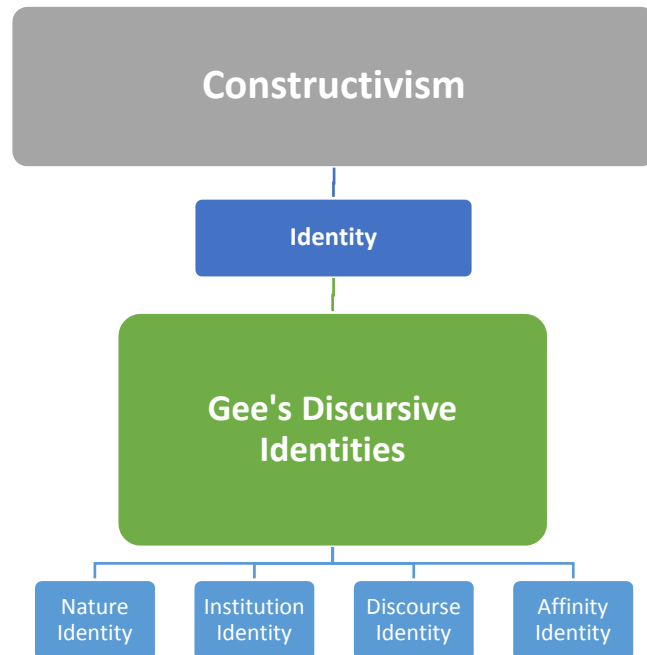 Constructivism
Identity
Gee's Discursive
Identities
Nature
Identity
Institution
Identity
Discourse
Identity
Affinity
Identity